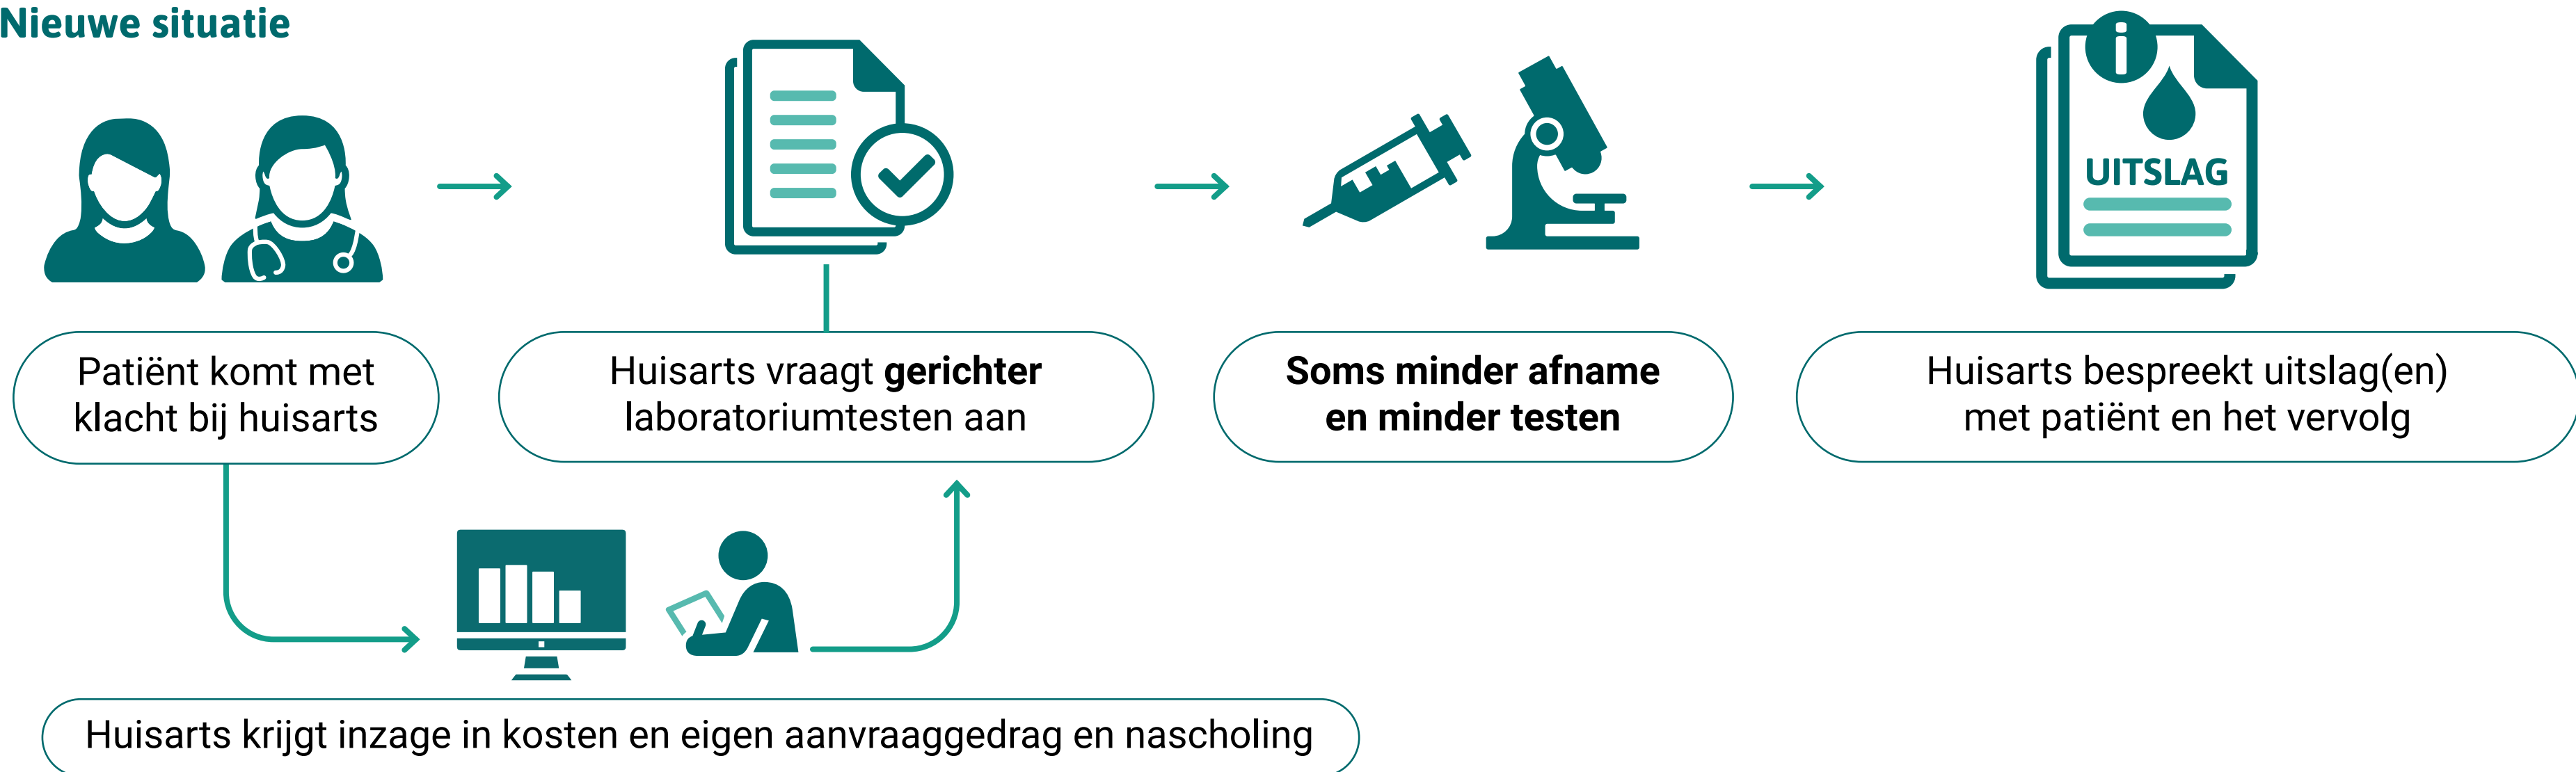 Nieuwe situatie
i
UITSLAG
Patiënt komt met
klacht bij huisarts
Huisarts vraagt gerichter
laboratoriumtesten aan
Soms minder afname
en minder testen
Huisarts bespreekt uitslag(en)
met patiënt en het vervolg
Huisarts krijgt inzage in kosten en eigen aanvraaggedrag en nascholing